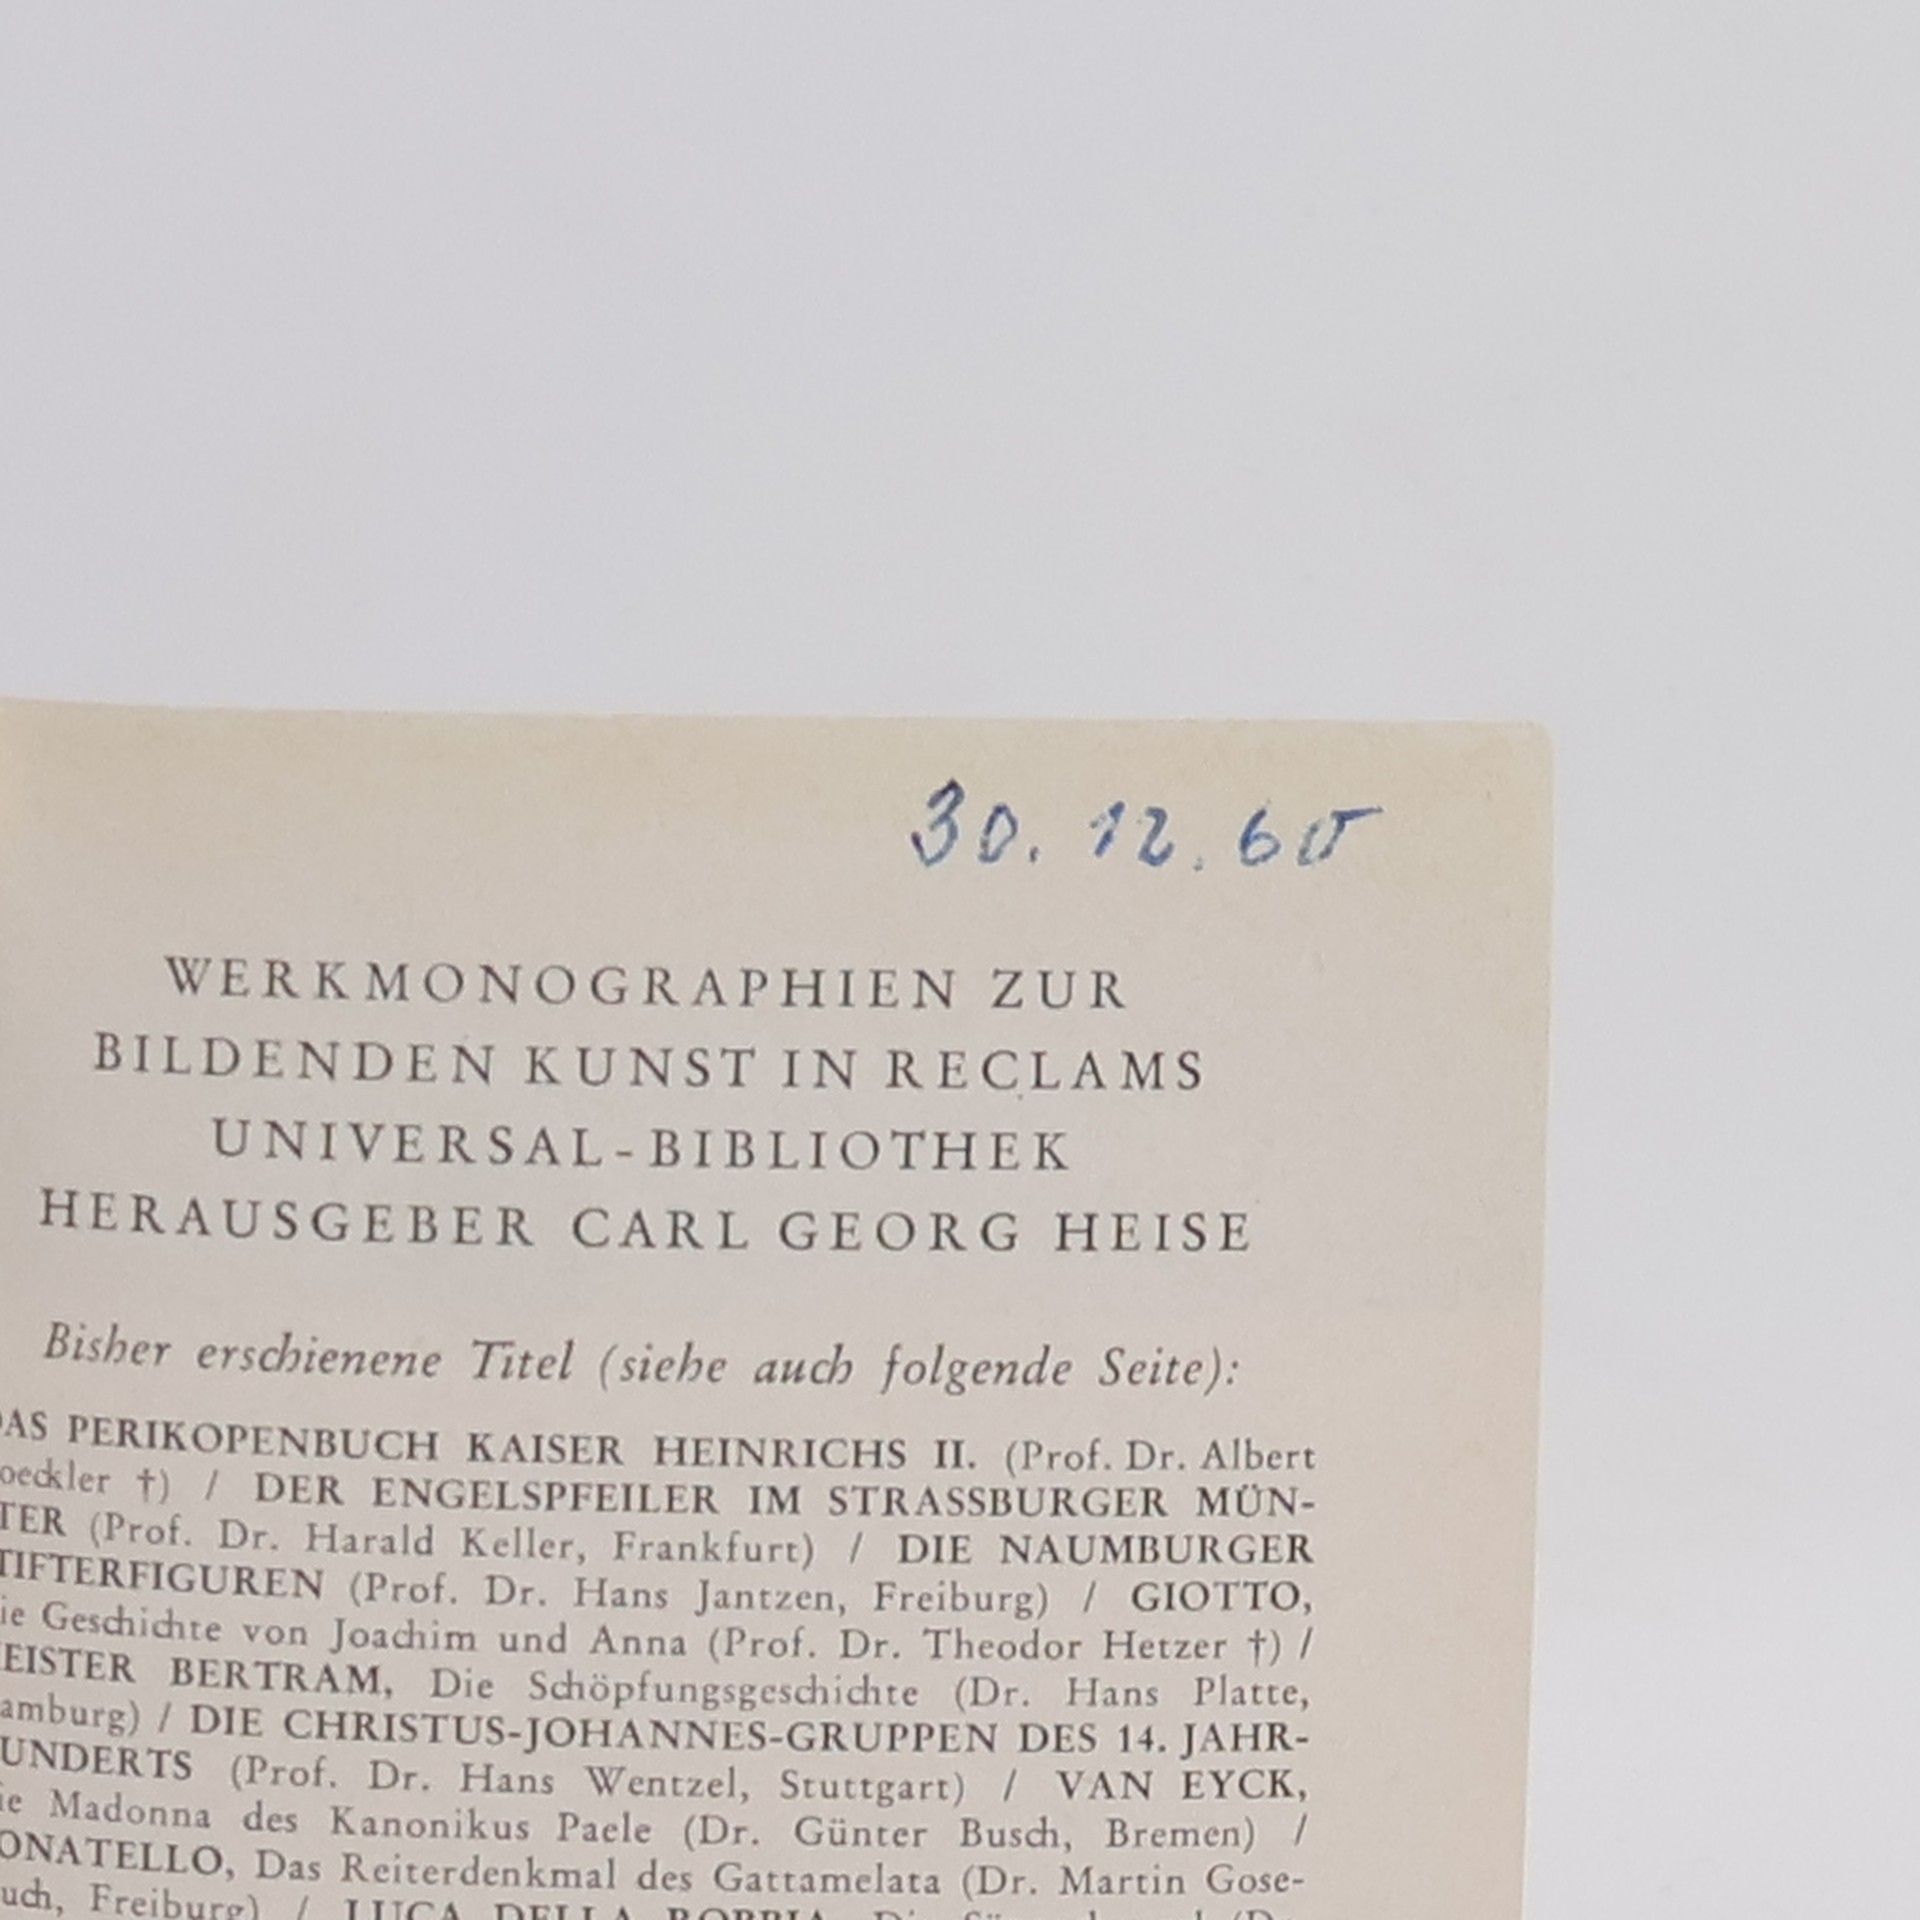 30. 12. 60
WERKMONOGRAPHIEN ZUR
BILDENDEN KUNST IN RECLAMS
UNIVERSAL-BIBLIOTHEK
HERAUSGEBER CARL GEORG HEISE
Bisher erschienene Titel (siehe auch folgende Seite):
DAS PERIKOPENBUCH KAISER HEINRICHS II. (Prof. Dr. Albert
oeckler †) / DER ENGELSPFEILER IM STRASSBURGER MÜN-
TER (Prof. Dr. Harald Keller, Frankfurt) / DIE NAUMBURGER
TIFTERFIGUREN (Prof. Dr. Hans Jantzen, Freiburg) / GIOTTO,
ie Geschichte von Joachim und Anna (Prof. Dr. Theodor Hetzer †) /
EISTER BERTRAM, Die Schöpfungsgeschichte (Dr. Hans Platte,
amburg) / DIE CHRISTUS-JOHANNES-GRUPPEN DES 14. JAHR-
UNDERTS (Prof. Dr. Hans Wentzel, Stuttgart) / VAN EYCK,
ie Madonna des Kanonikus Paele (Dr. Günter Busch, Bremen) /
ONATELLO, Das Reiterdenkmal des Gattamelata (Dr. Martin Gose-
uch, Freiburg) / LUCA DELLA ROBBIA,